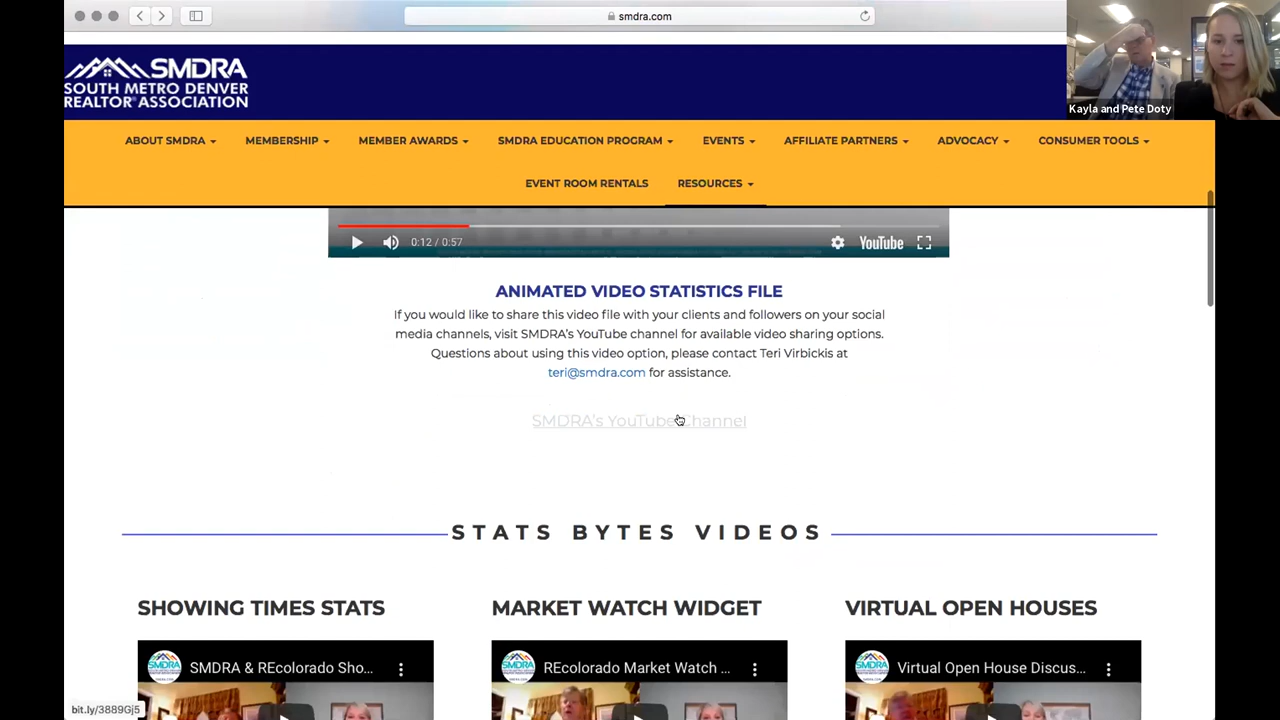 smdra.com
SMDRA
SOUTH METRO DENVER
REALTOR® ASSOCIATION
Kayla and Pete Doty
ABOUT SMDRA
MEMBERSHIP
MEMBER AWARDS
SMDRA EDUCATION PROGRAM
EVENTS
AFFILIATE PARTNERS
ADVOCACY
CONSUMER TOOLS
EVENT ROOM RENTALS
RESOURCES
0:12 / 0:57
YouTube
ANIMATED VIDEO STATISTICS FILE
If you would like to share this video file with your clients and followers on your social
media channels, visit SMDRA's YouTube channel for available video sharing options.
Questions about using this video option, please contact Teri Virbickis at
teri@smdra.com for assistance.
SMDRA's YouTube Channel
STATS BYTES VIDEOS
SHOWING TIMES STATS
MARKET WATCH WIDGET
VIRTUAL OPEN HOUSES
SMDRA & REcolorado Sho...
REcolorado Market Watch ...
Virtual Open House Discus...
bit.ly/3889Gj5